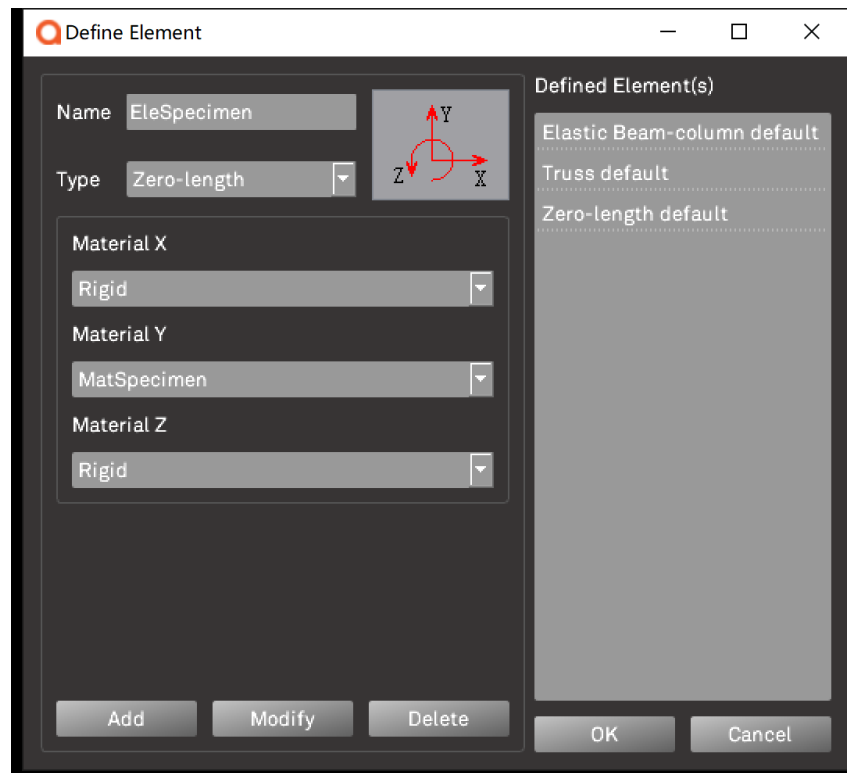 Define Element
Name EleSpecimen
Type Zero-length
Y
Z
X
Material X
Rigid
Material Y
MatSpecimen
Material Z
Rigid
Add Modify Delete
Defined Element(s)
Elastic Beam-column default
Truss default
Zero-length default
OK Cancel